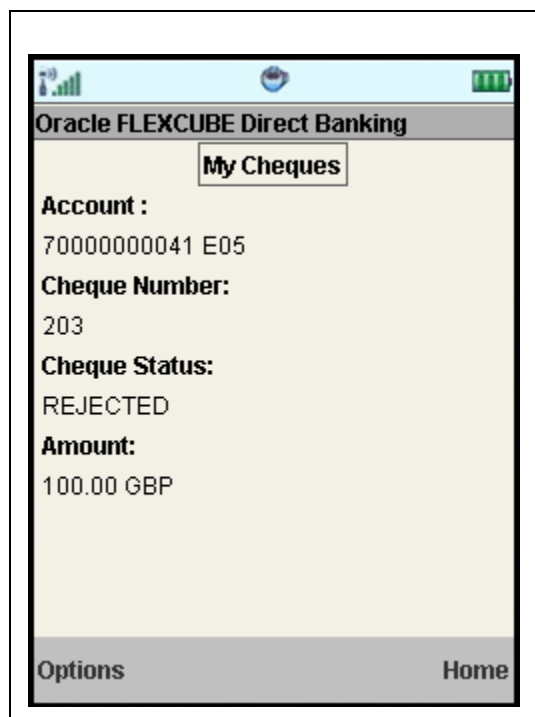 Oracle FLEXCUBE Direct Banking
My Cheques
Account :
70000000041 E05
Cheque Number:
203
Cheque Status:
REJECTED
Amount:
100.00 GBP
Options
Home